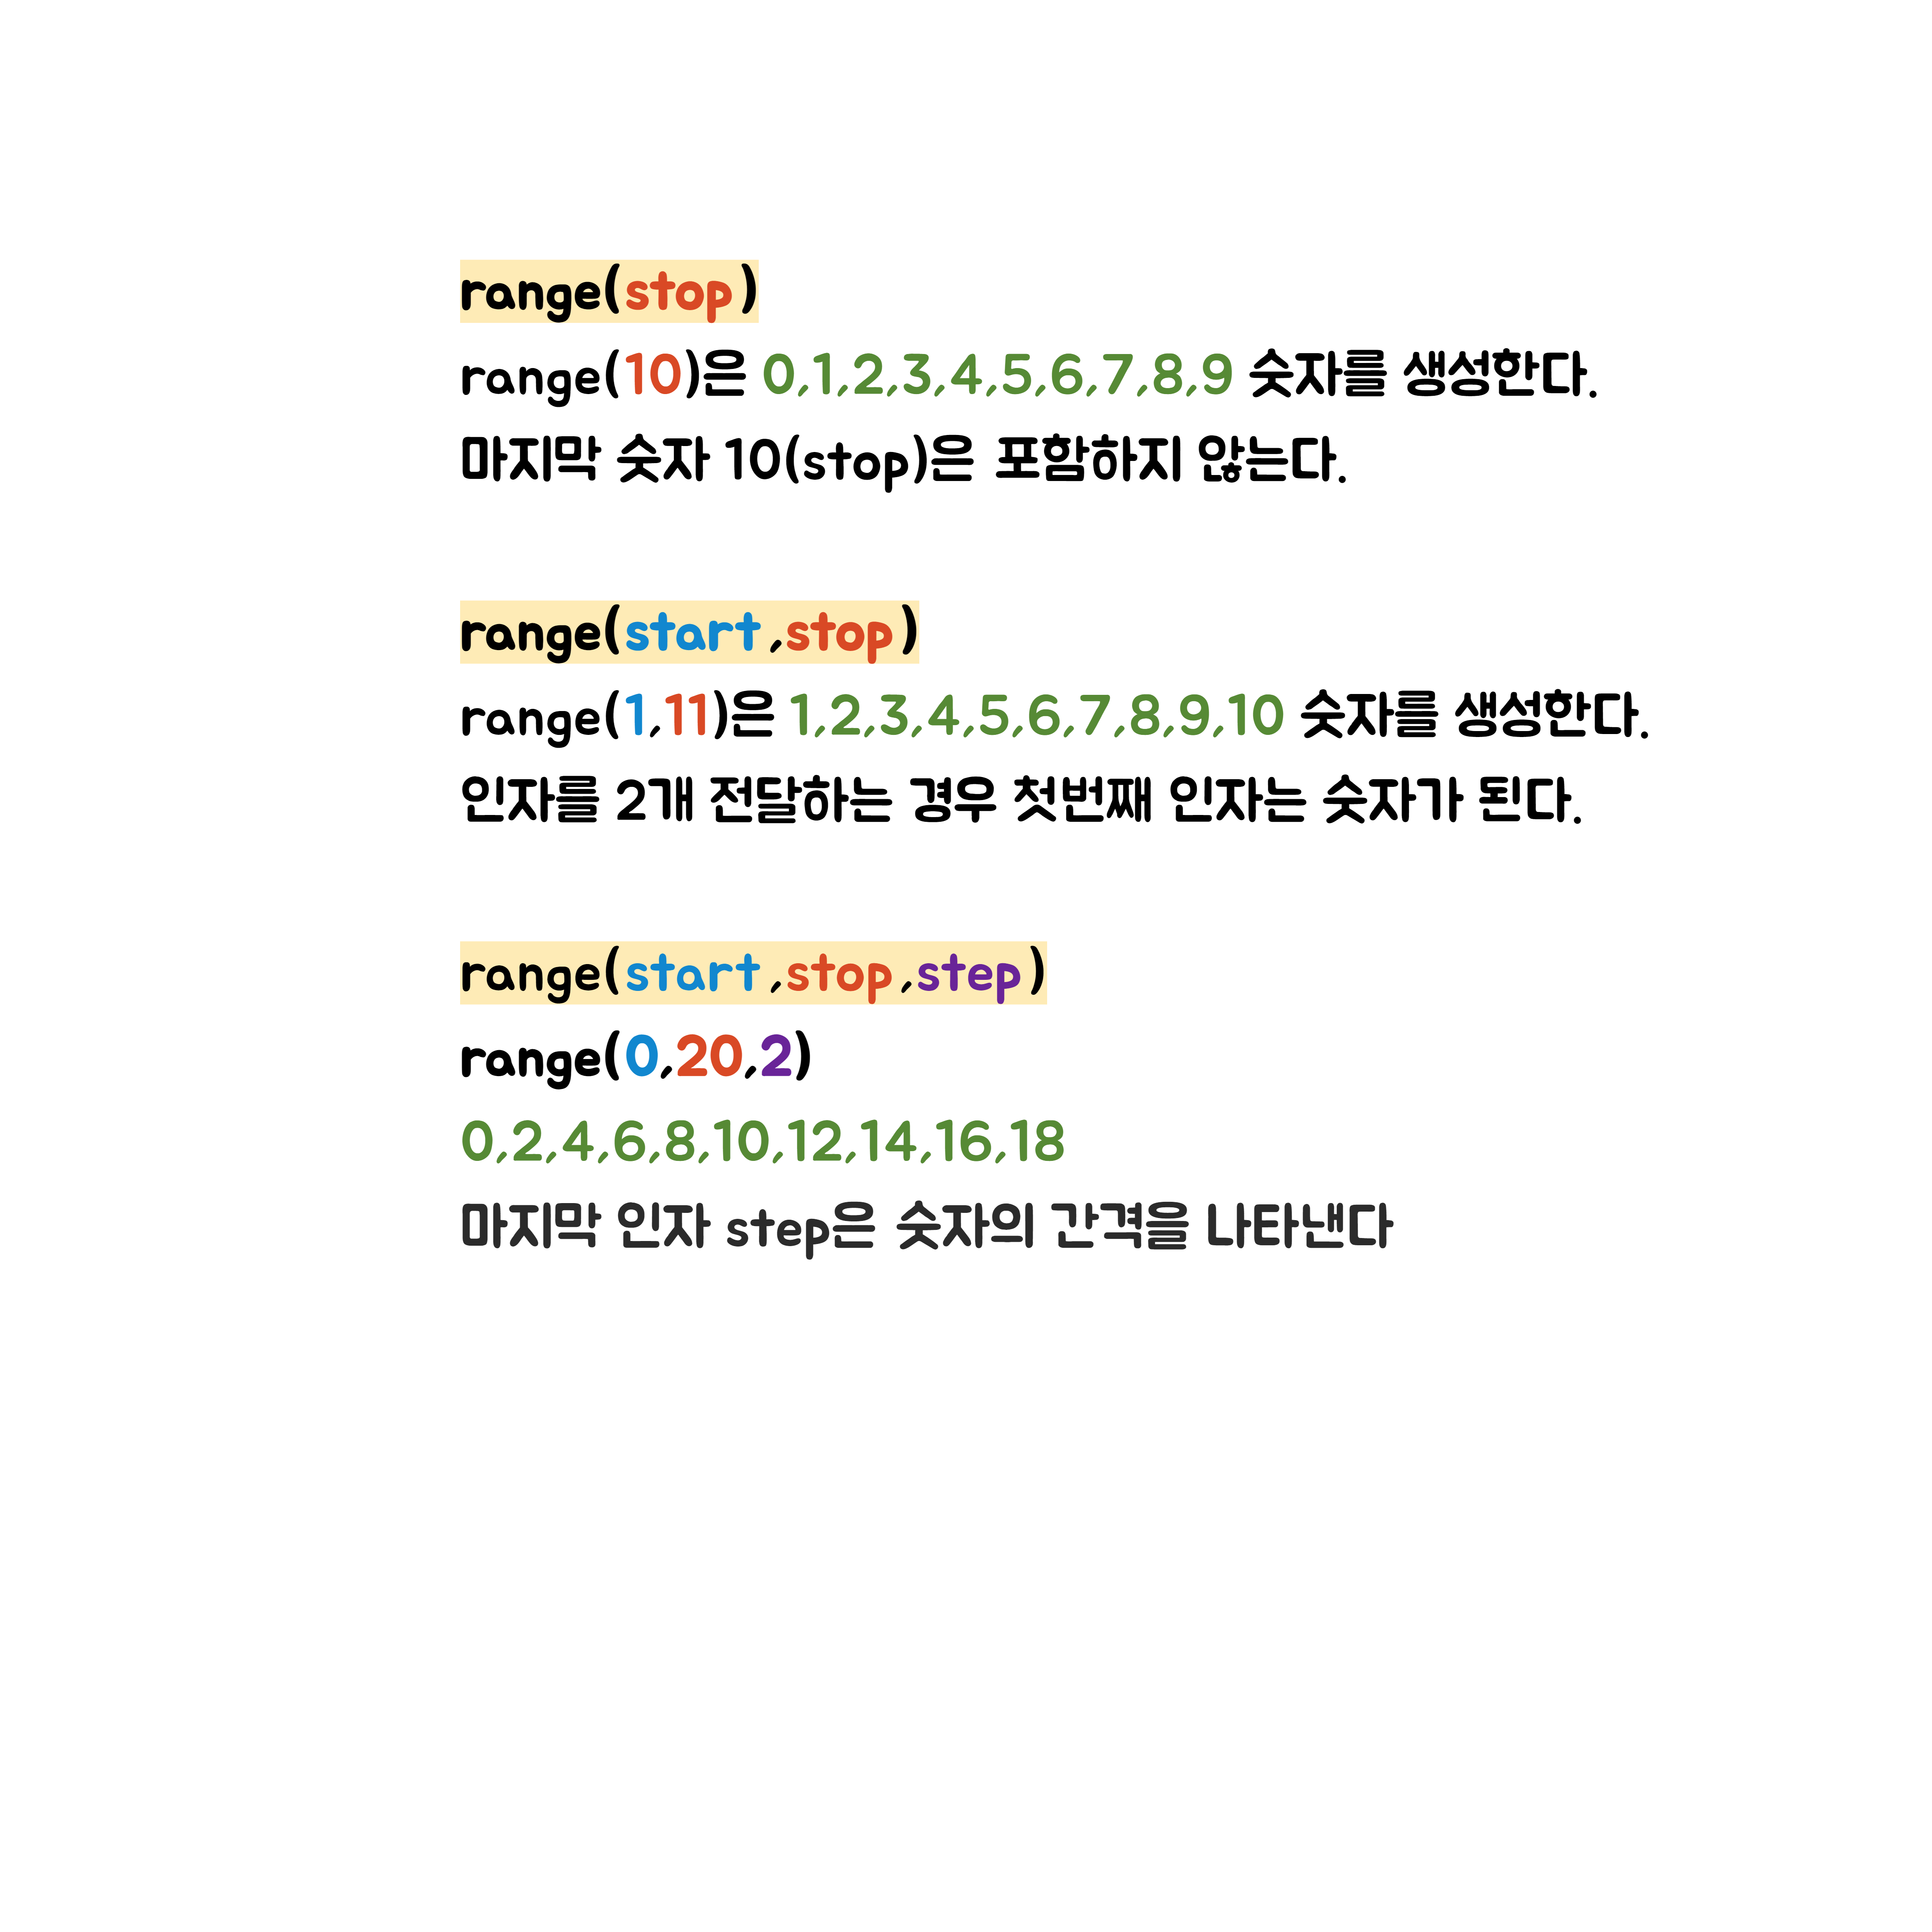 range(stop)
range(10)은 0,1,2,3,4,5,6,7,8,9 숫자를 생성한다.
마지막 숫자 10(stop)은 포함하지 않는다.
range(start,stop)
range(1,11)은 1,2,3,4,5,6,7,8,9,10 숫자를 생성한다.
인자를 2개 전달하는 경우 첫번째 인자는 숫자가 된다.
range(start,stop,step)
range(0,20,2)
0,2,4,6,8,10,12,14,16,18
마지막 인자 step은 숫자의 간격을 나타낸다